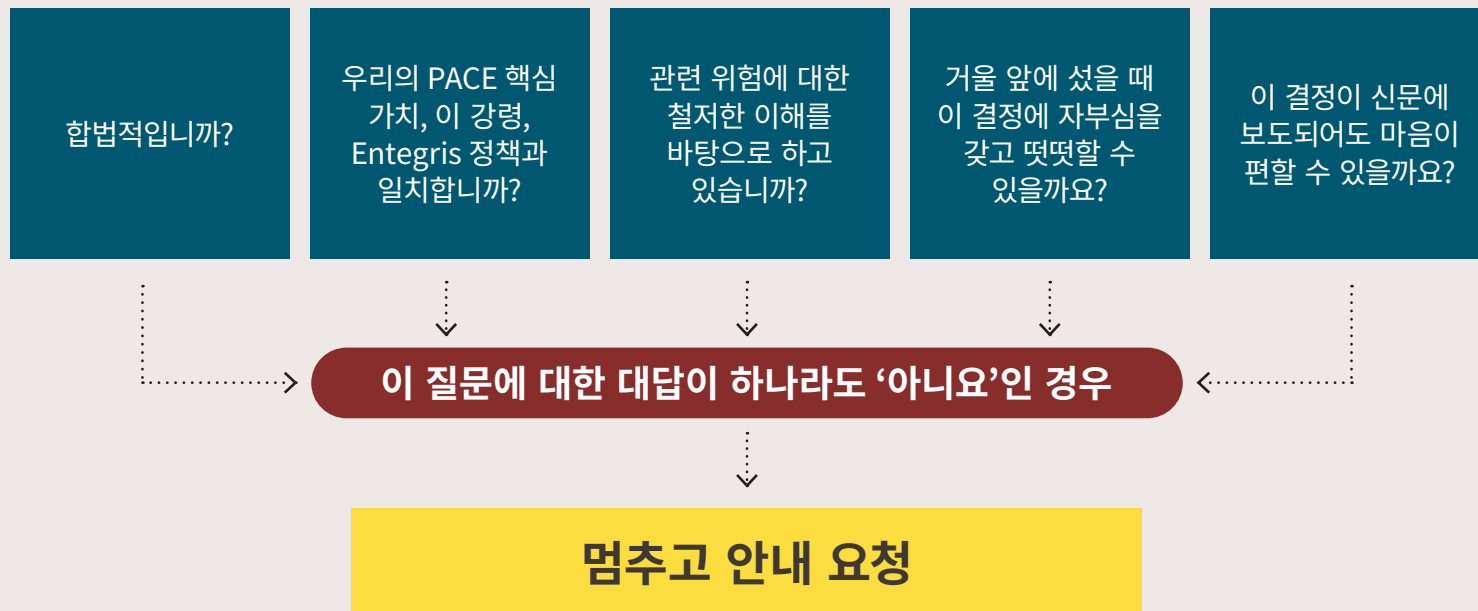 합법적입니까?
우리의 PACE 핵심
가치, 이 강령,
Entegris 정책과
일치합니까?
관련 위험에 대한
철저한 이해를
바탕으로 하고
있습니까?
거울 앞에 섰을 때
이 결정에 자부심을
갖고 떳떳할 수
있을까요?
이 결정이 신문에
보도되어도 마음이
편할 수 있을까요?
이 질문에 대한 대답이 하나라도 ‘아니요’인 경우
멈추고 안내 요청